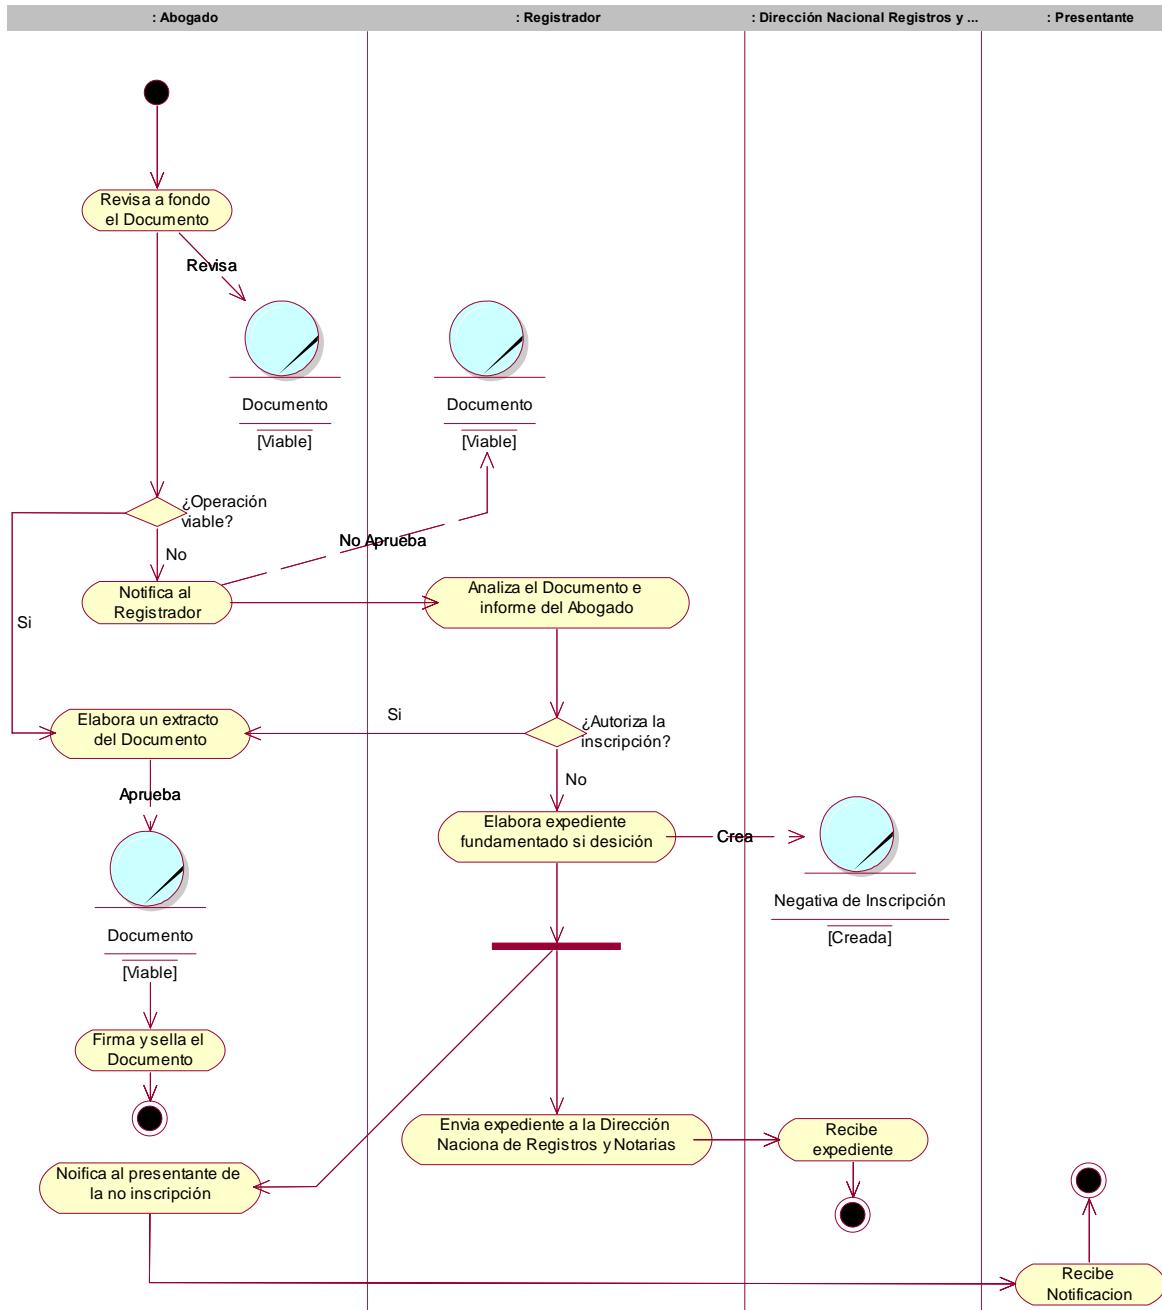 : Abogado
: Registrador
: Dirección Nacional Registros y ...
: Presentante
Revisa a fondo
el Documento
Revisa
Documento
[Viable]
Documento
[Viable]
¿Operación
viable?
No Aprueba
No
Notifica al
Registrador
Analiza el Documento e
informe del Abogado
Si
Elabora un extracto
del Documento
Si
¿Autoriza la
inscripción?
No
Aprueba
Elabora expediente
fundamentado si desición
Crea
Negativa de Inscripción
[Creada]
Documento
[Viable]
Firma y sella el
Documento
Envia expediente a la Dirección
Naciona de Registros y Notarias
Recibe
expediente
Noifica al presentante de
la no inscripción
Recibe
Notificacion